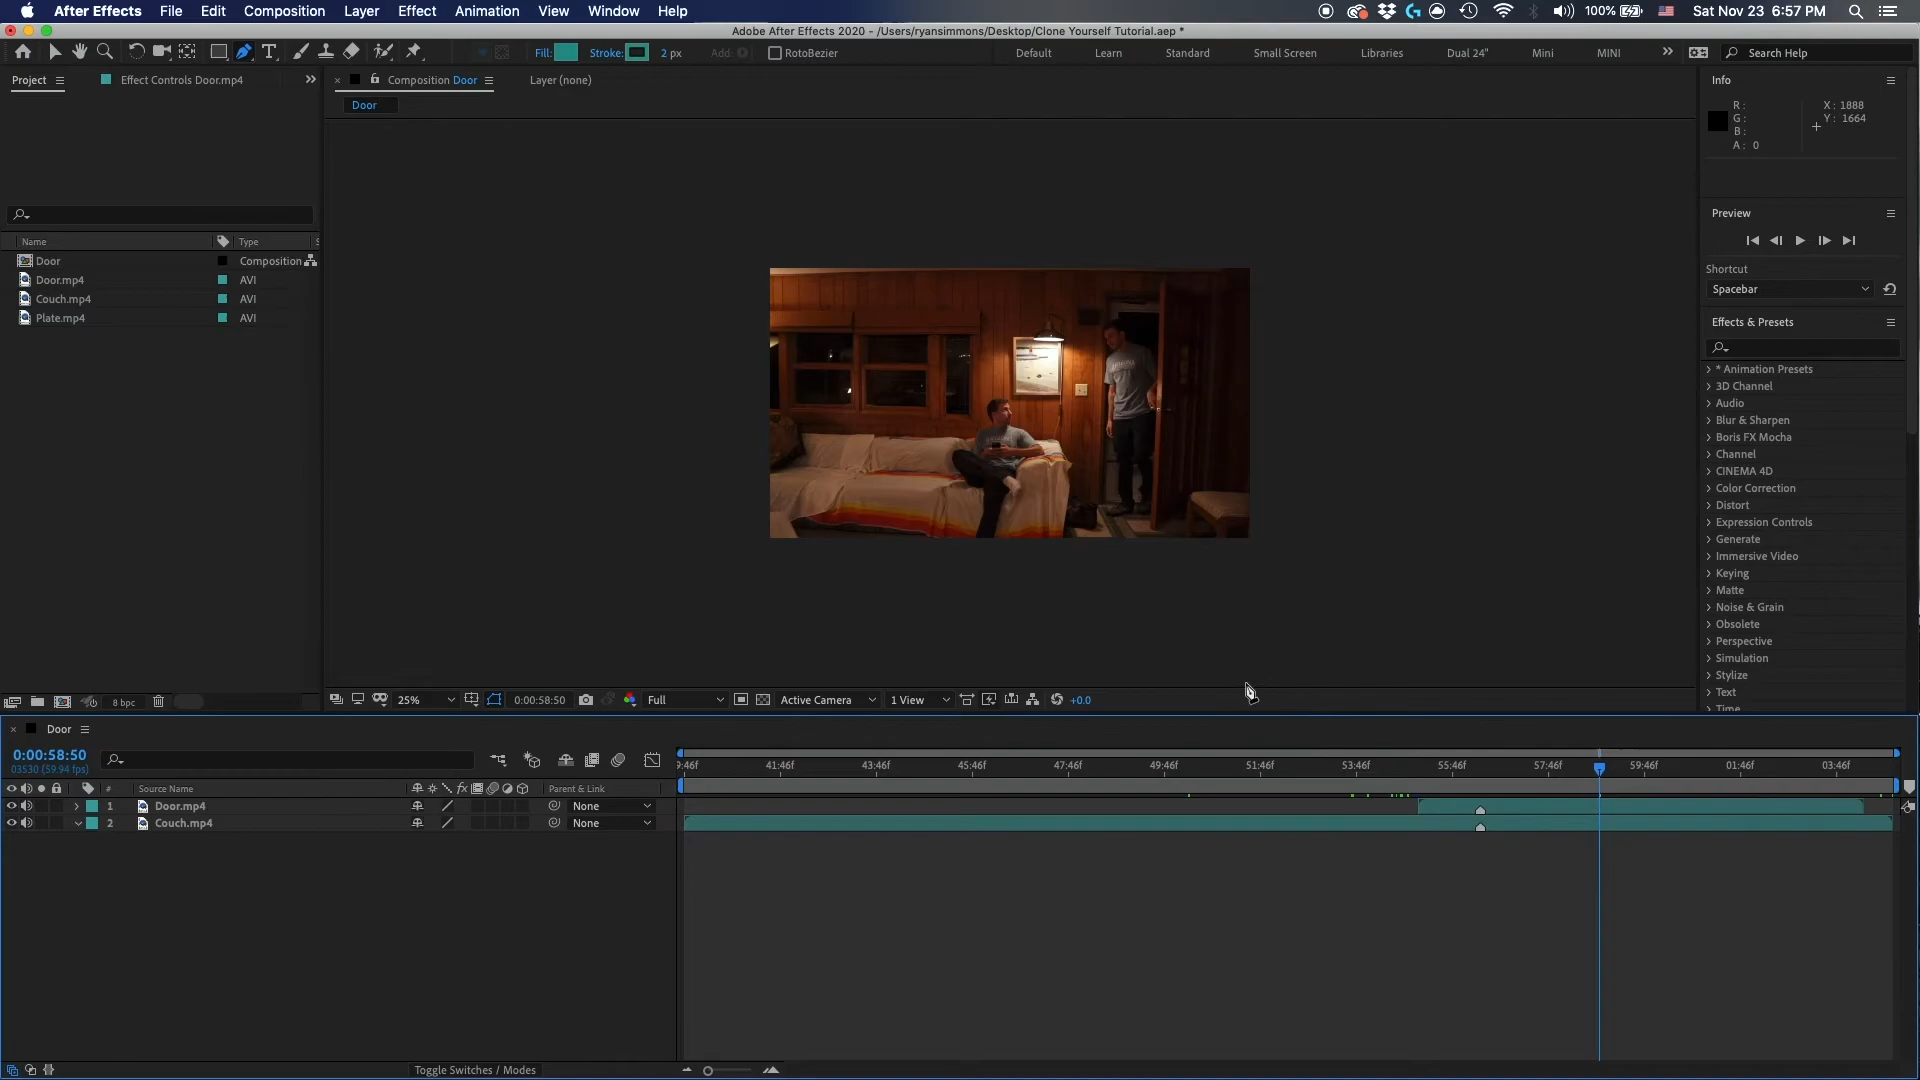 After Effects File Edit Composition Layer Effect Animation View Window Help 100% Sat Nov 23 6:57 PM
Adobe After Effects 2020 - /Users/ryansimmons/Desktop/Clone Yourself Tutorial.aep *
Fill: Stroke: 2 px Add: RotoBezier Default Learn Standard Small Screen Libraries Dual 24" Mini MINI Search Help
Project Effect Controls Door.mp4 Composition Door Layer (none) Info
Door
R : X : 1888
G : Y : 1664
B :
A : 0
Preview
Name Type
Door Composition
Door.mp4 AVI
Couch.mp4 AVI
Plate.mp4 AVI
Shortcut
Spacebar
Effects & Presets
* Animation Presets
3D Channel
Audio
Blur & Sharpen
Boris FX Mocha
Channel
CINEMA 4D
Color Correction
Distort
Expression Controls
Generate
Immersive Video
Keying
Matte
Noise & Grain
Obsolete
Perspective
Simulation
Stylize
Text
Time
8 bpc 25% 0:00:58:50 Full Active Camera 1 View +0.0
Door
0:00:58:50
03530 (59.94 fps)
9:46f 41:46f 43:46f 45:46f 47:46f 49:46f 51:46f 53:46f 55:46f 57:46f 59:46f 01:46f 03:46f
# Source Name Parent & Link
1 Door.mp4 None
2 Couch.mp4 None
Toggle Switches / Modes